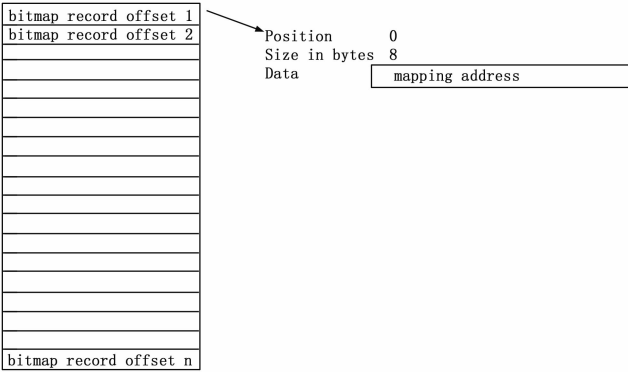 bitmap record offset 1
bitmap record offset 2
bitmap record offset n
Position 0
Size in bytes 8
Data mapping address